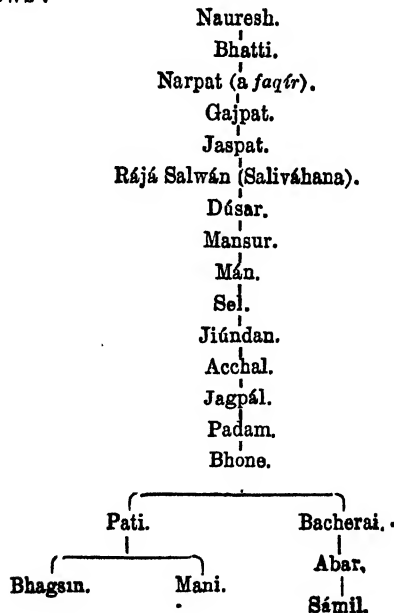 Nauresh.
Bhatti.
Narpat (a faqír).
Gajpat.
Jaspat.
Rájá Salwán (Saliváhana).
Dúsar.
Mansur.
Mán.
Sel.
Jiúndan.
Acchal.
Jagpál.
Padam.
Bhone.
Pati. Bacherai.
Abar.
Bhagsin. Mani.
Sámil.